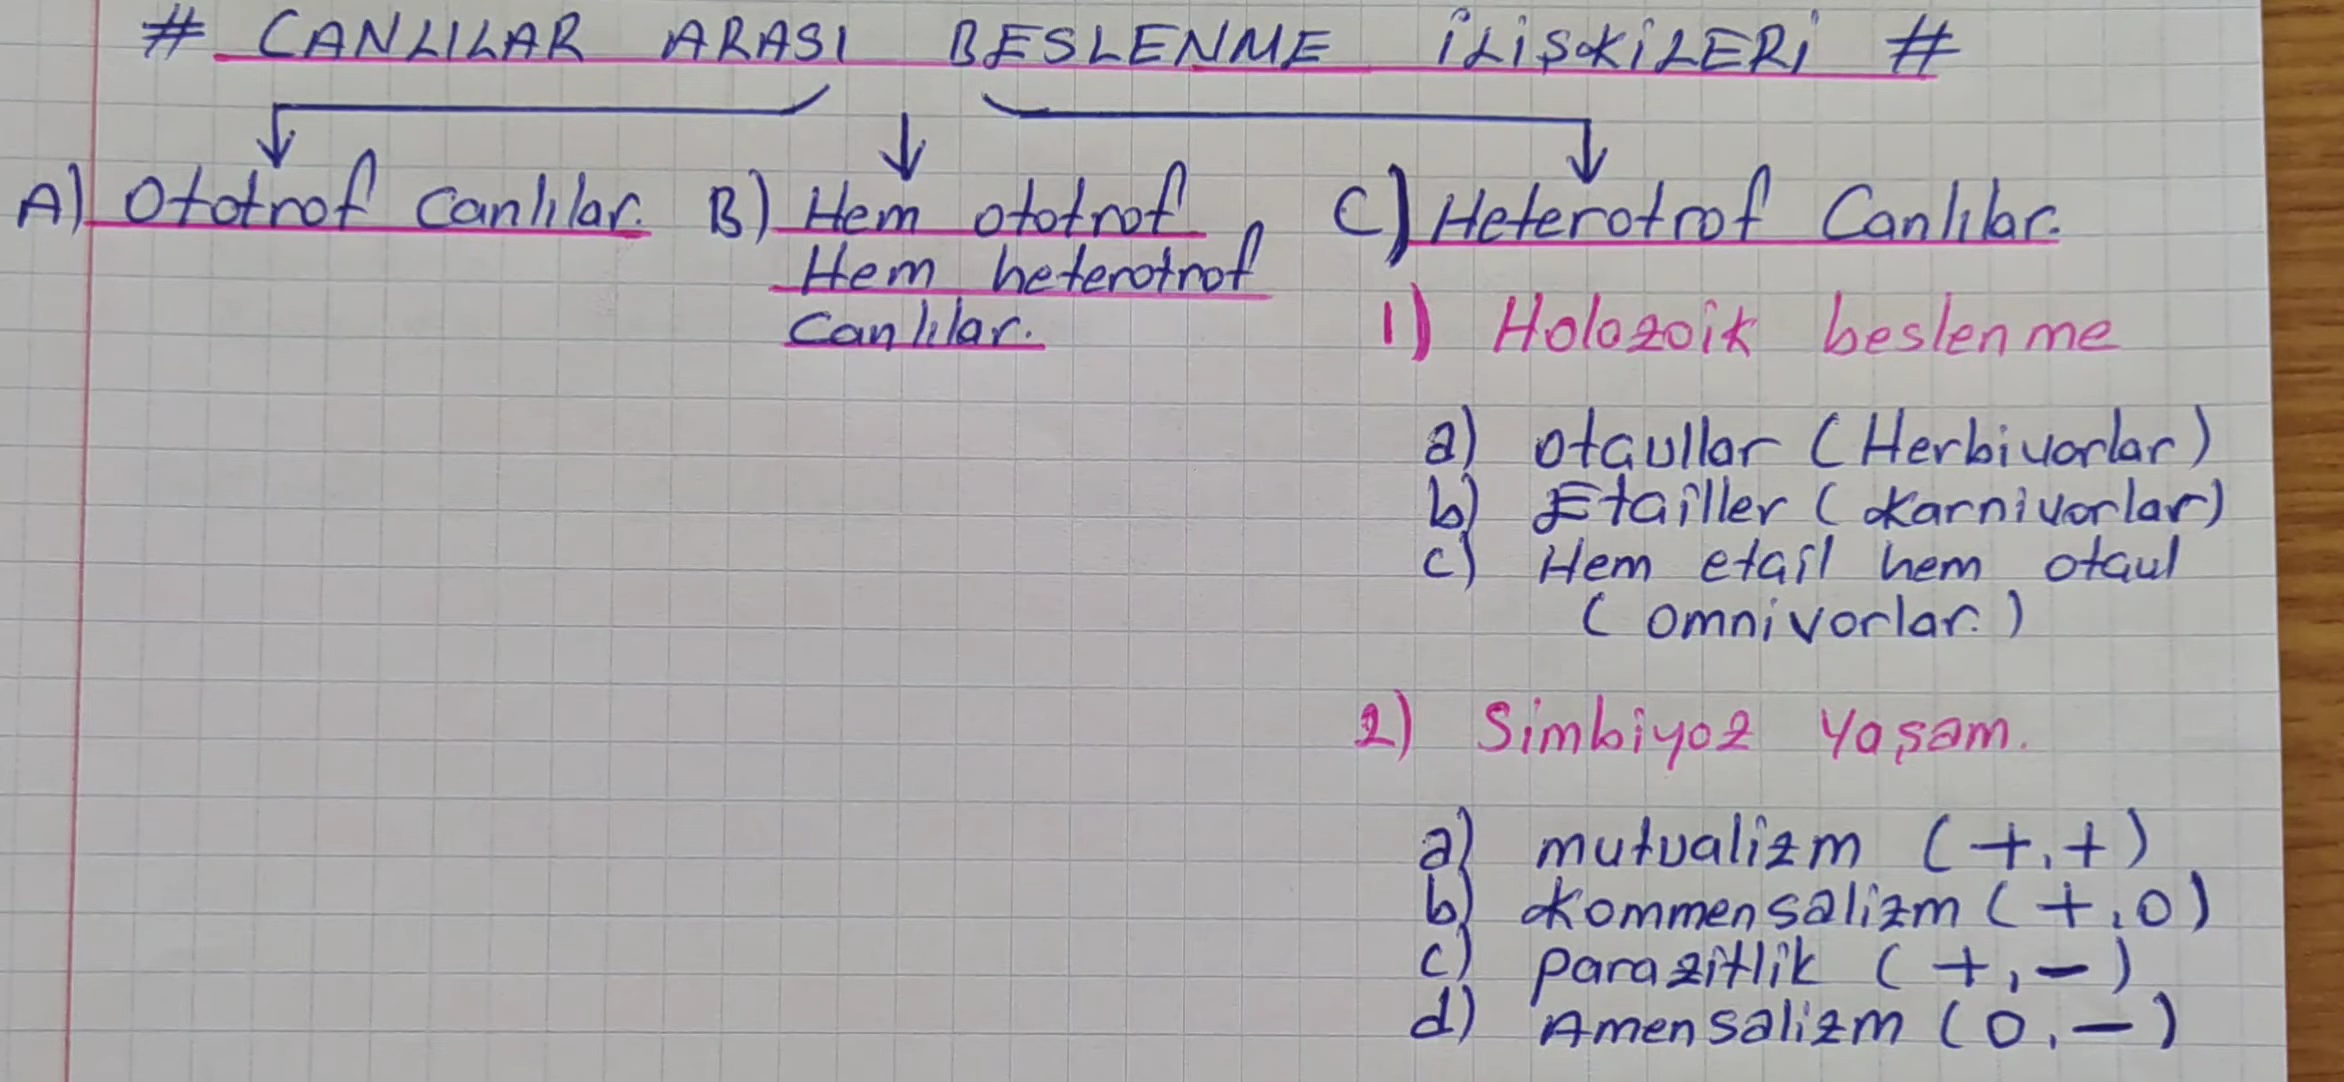 # CANLILAR ARASI BESLENME İLİŞKİLERİ #
A) Ototrof Canlılar.
B) Hem ototrof
Hem heterotrof
Canlılar.
C) Heterotrof Canlılar.
1) Holozoik beslenme
a) otçullar (Herbivorlar)
b) Etçiller (Karnivorlar)
c) Hem etçil hem otçul
(omnivorlar.)
2) Simbiyoz Yaşam.
a) mutualizm (+,+)
b) Kommensalizm (+,0)
c) parazitlik (+,-)
d) Amensalizm (0,-)